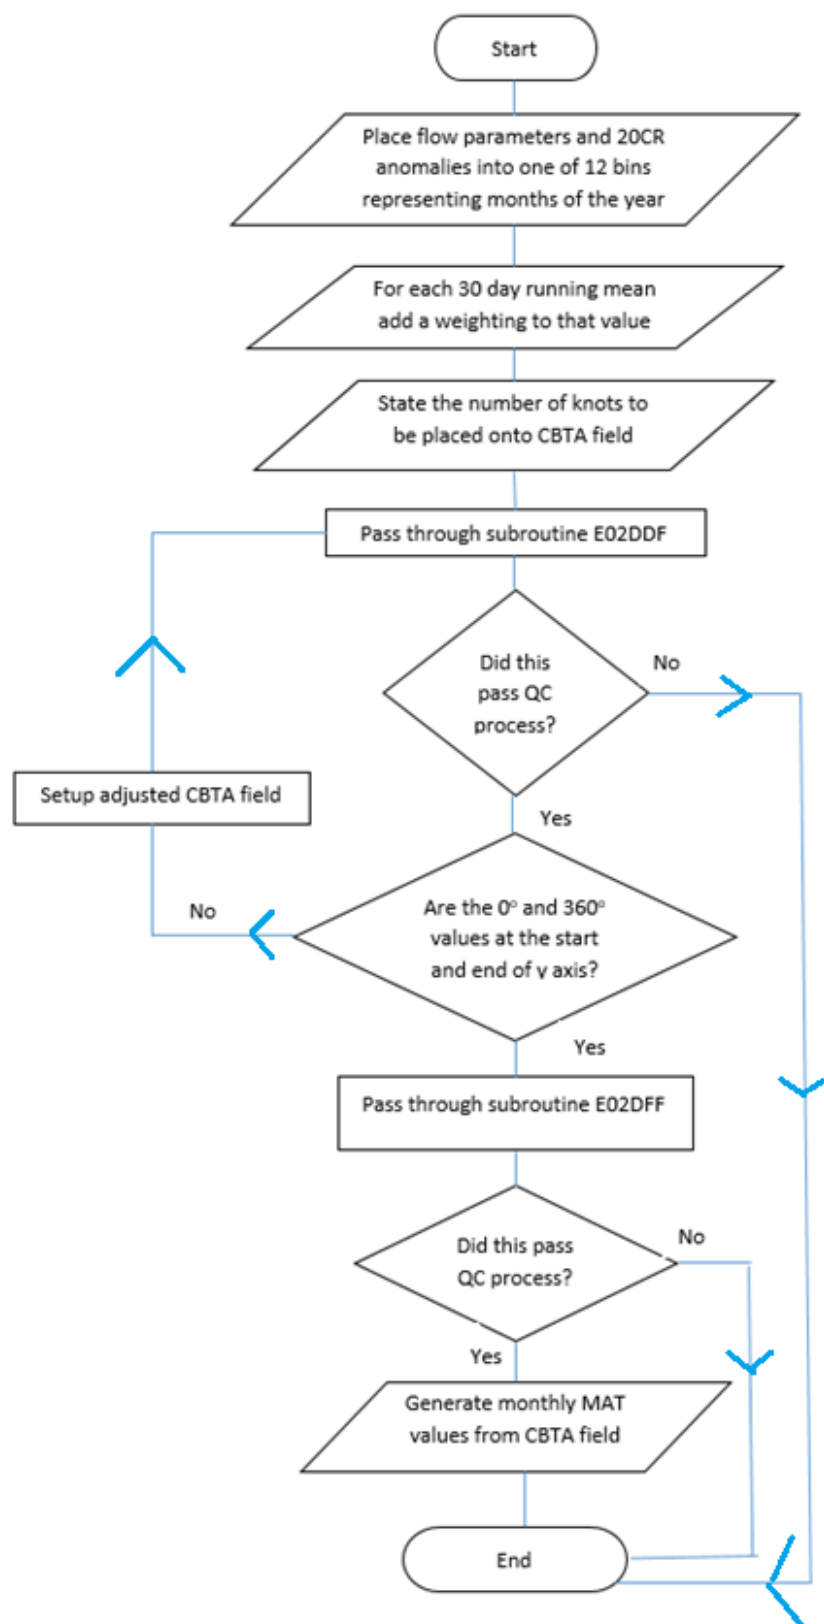 Start
Place flow parameters and 20CR
anomalies into one of 12 bins
representing months of the year
For each 30 day running mean
add a weighting to that value
State the number of knots to
be placed onto CBTA field
Pass through subroutine E02DDF
Did this
pass QC
process?
No
Setup adjusted CBTA field
Yes
Are the 0° and 360°
values at the start
and end of y axis?
No
Yes
Pass through subroutine E02DFF
Did this pass
QC process?
No
Yes
Generate monthly MAT
values from CBTA field
End